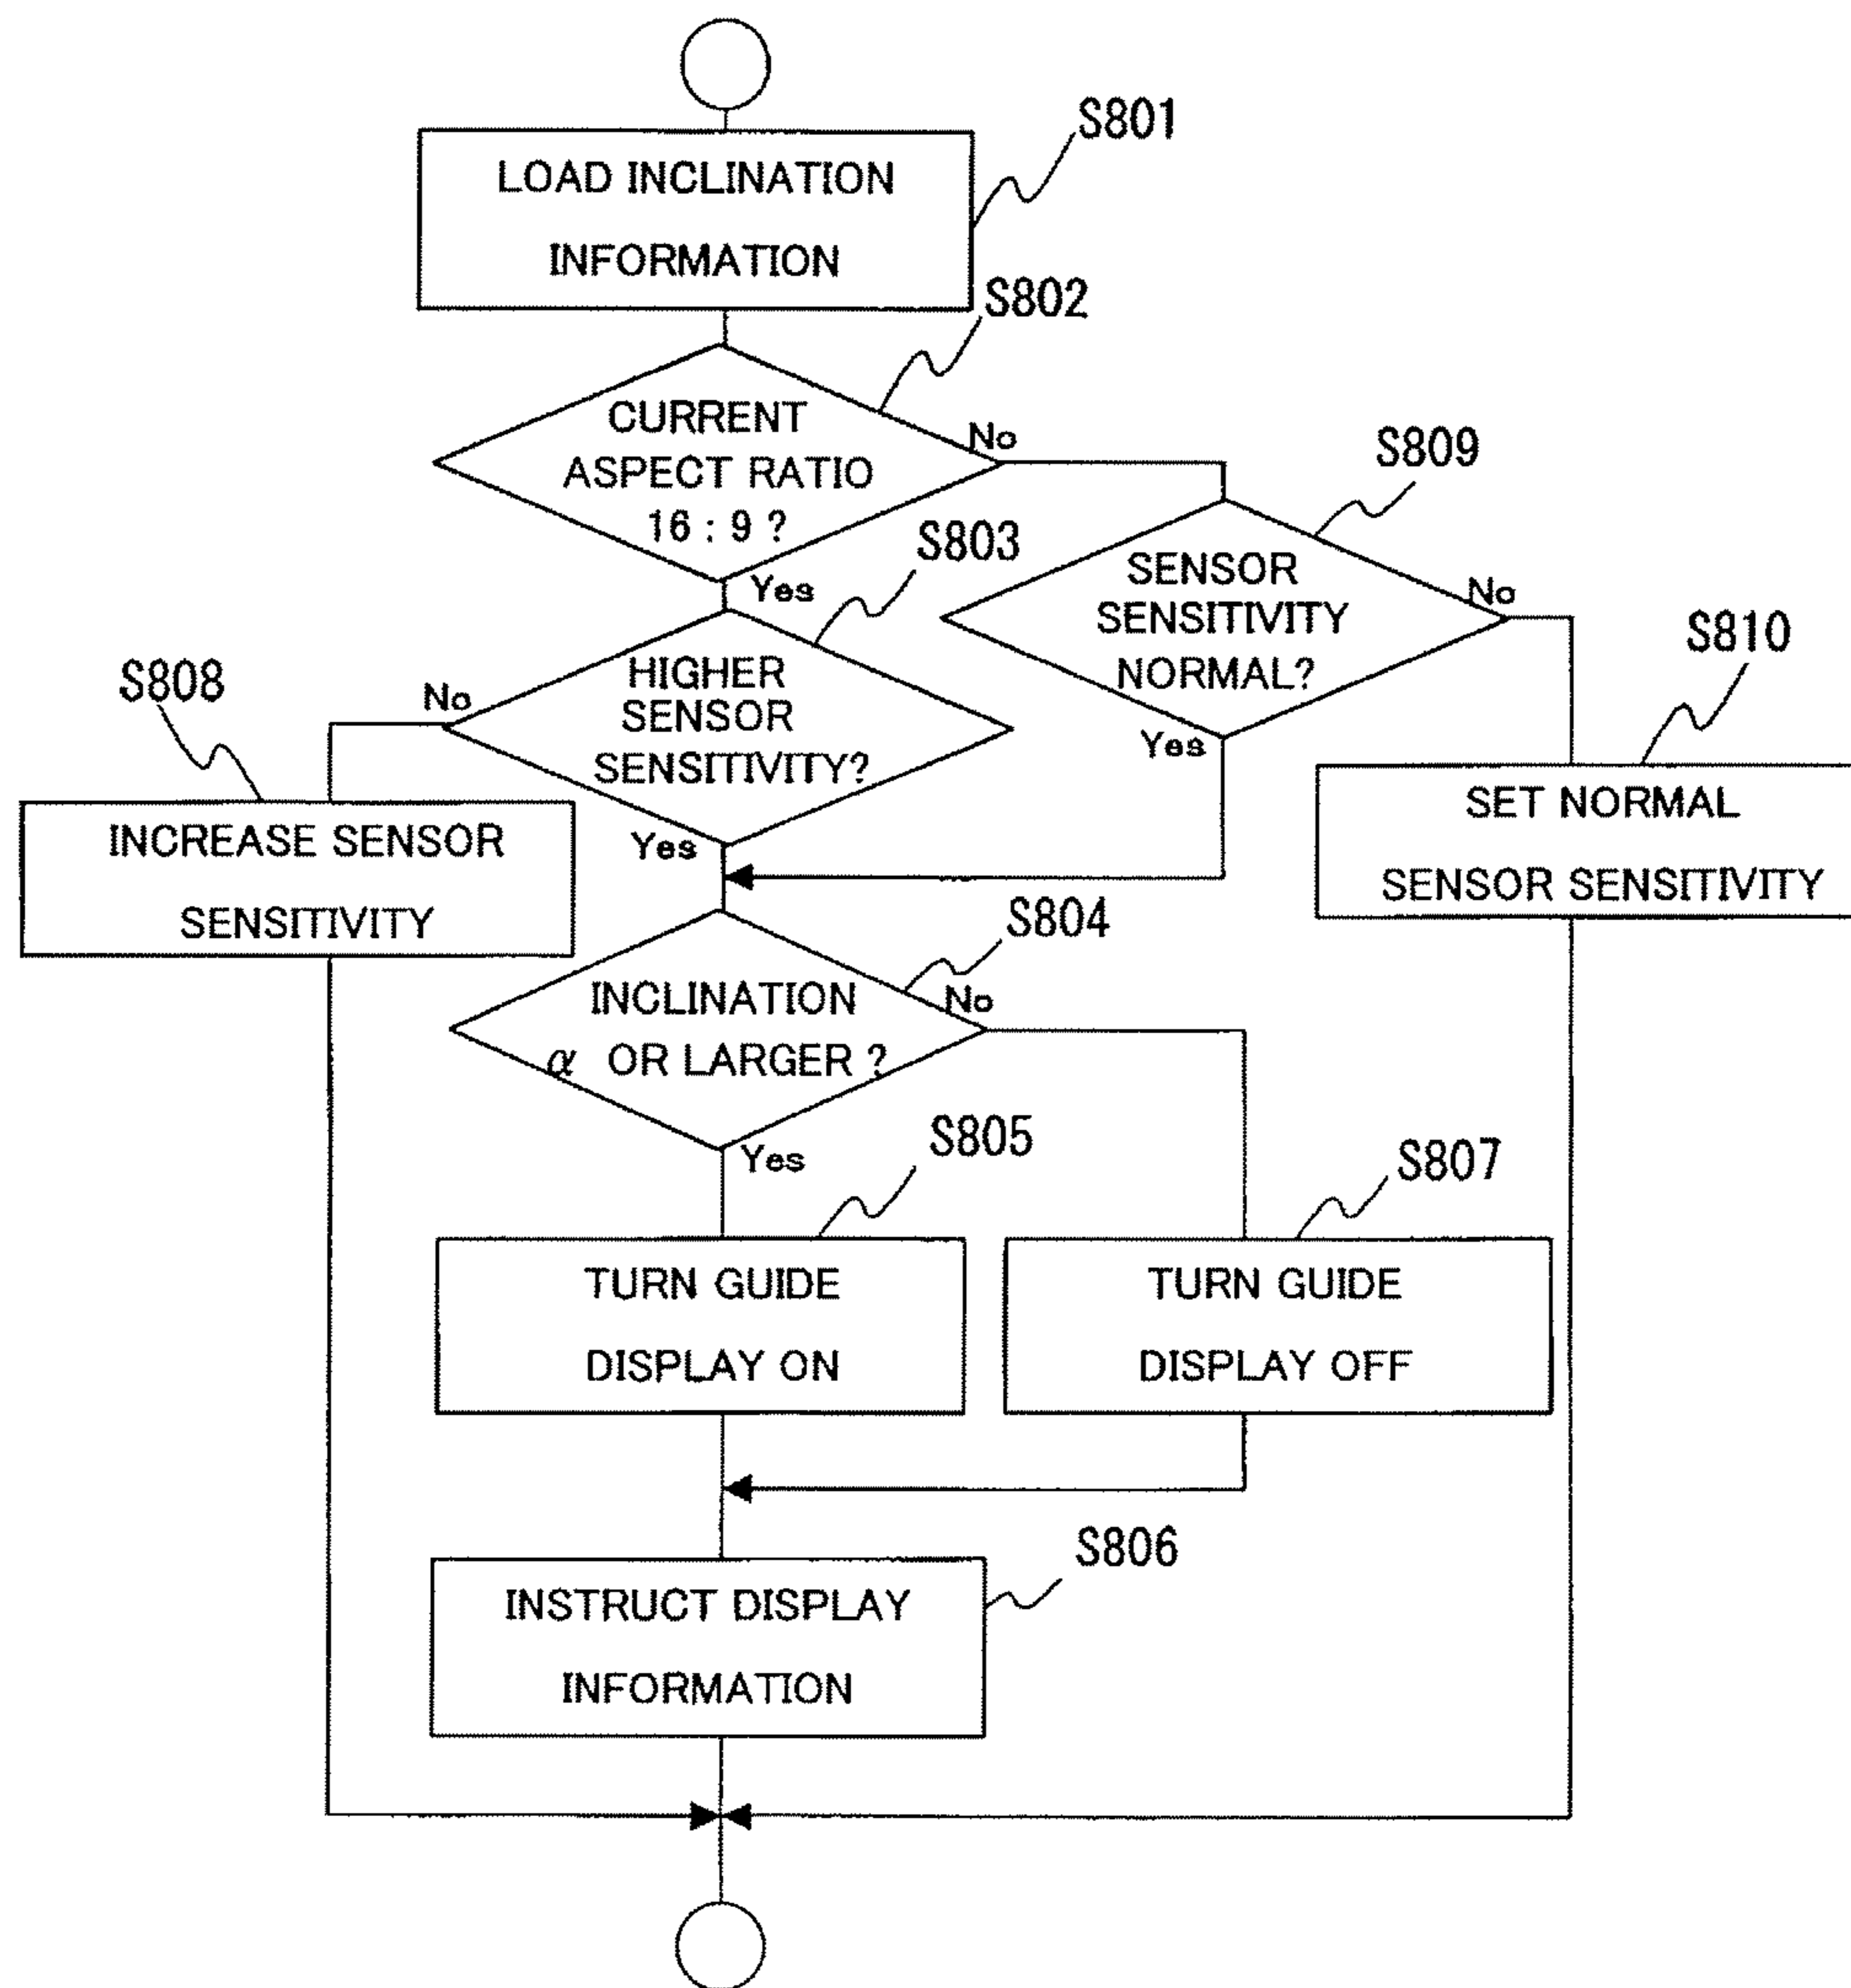 S801
LOAD INCLINATION
INFORMATION
S802
CURRENT
ASPECT RATIO
16 : 9 ?
No
Yes
S809
SENSOR
SENSITIVITY
NORMAL?
No
Yes
S803
HIGHER
SENSOR
SENSITIVITY?
No
Yes
S808
INCREASE SENSOR
SENSITIVITY
S810
SET NORMAL
SENSOR SENSITIVITY
S804
INCLINATION
α OR LARGER ?
No
Yes
S805
TURN GUIDE
DISPLAY ON
S807
TURN GUIDE
DISPLAY OFF
S806
INSTRUCT DISPLAY
INFORMATION